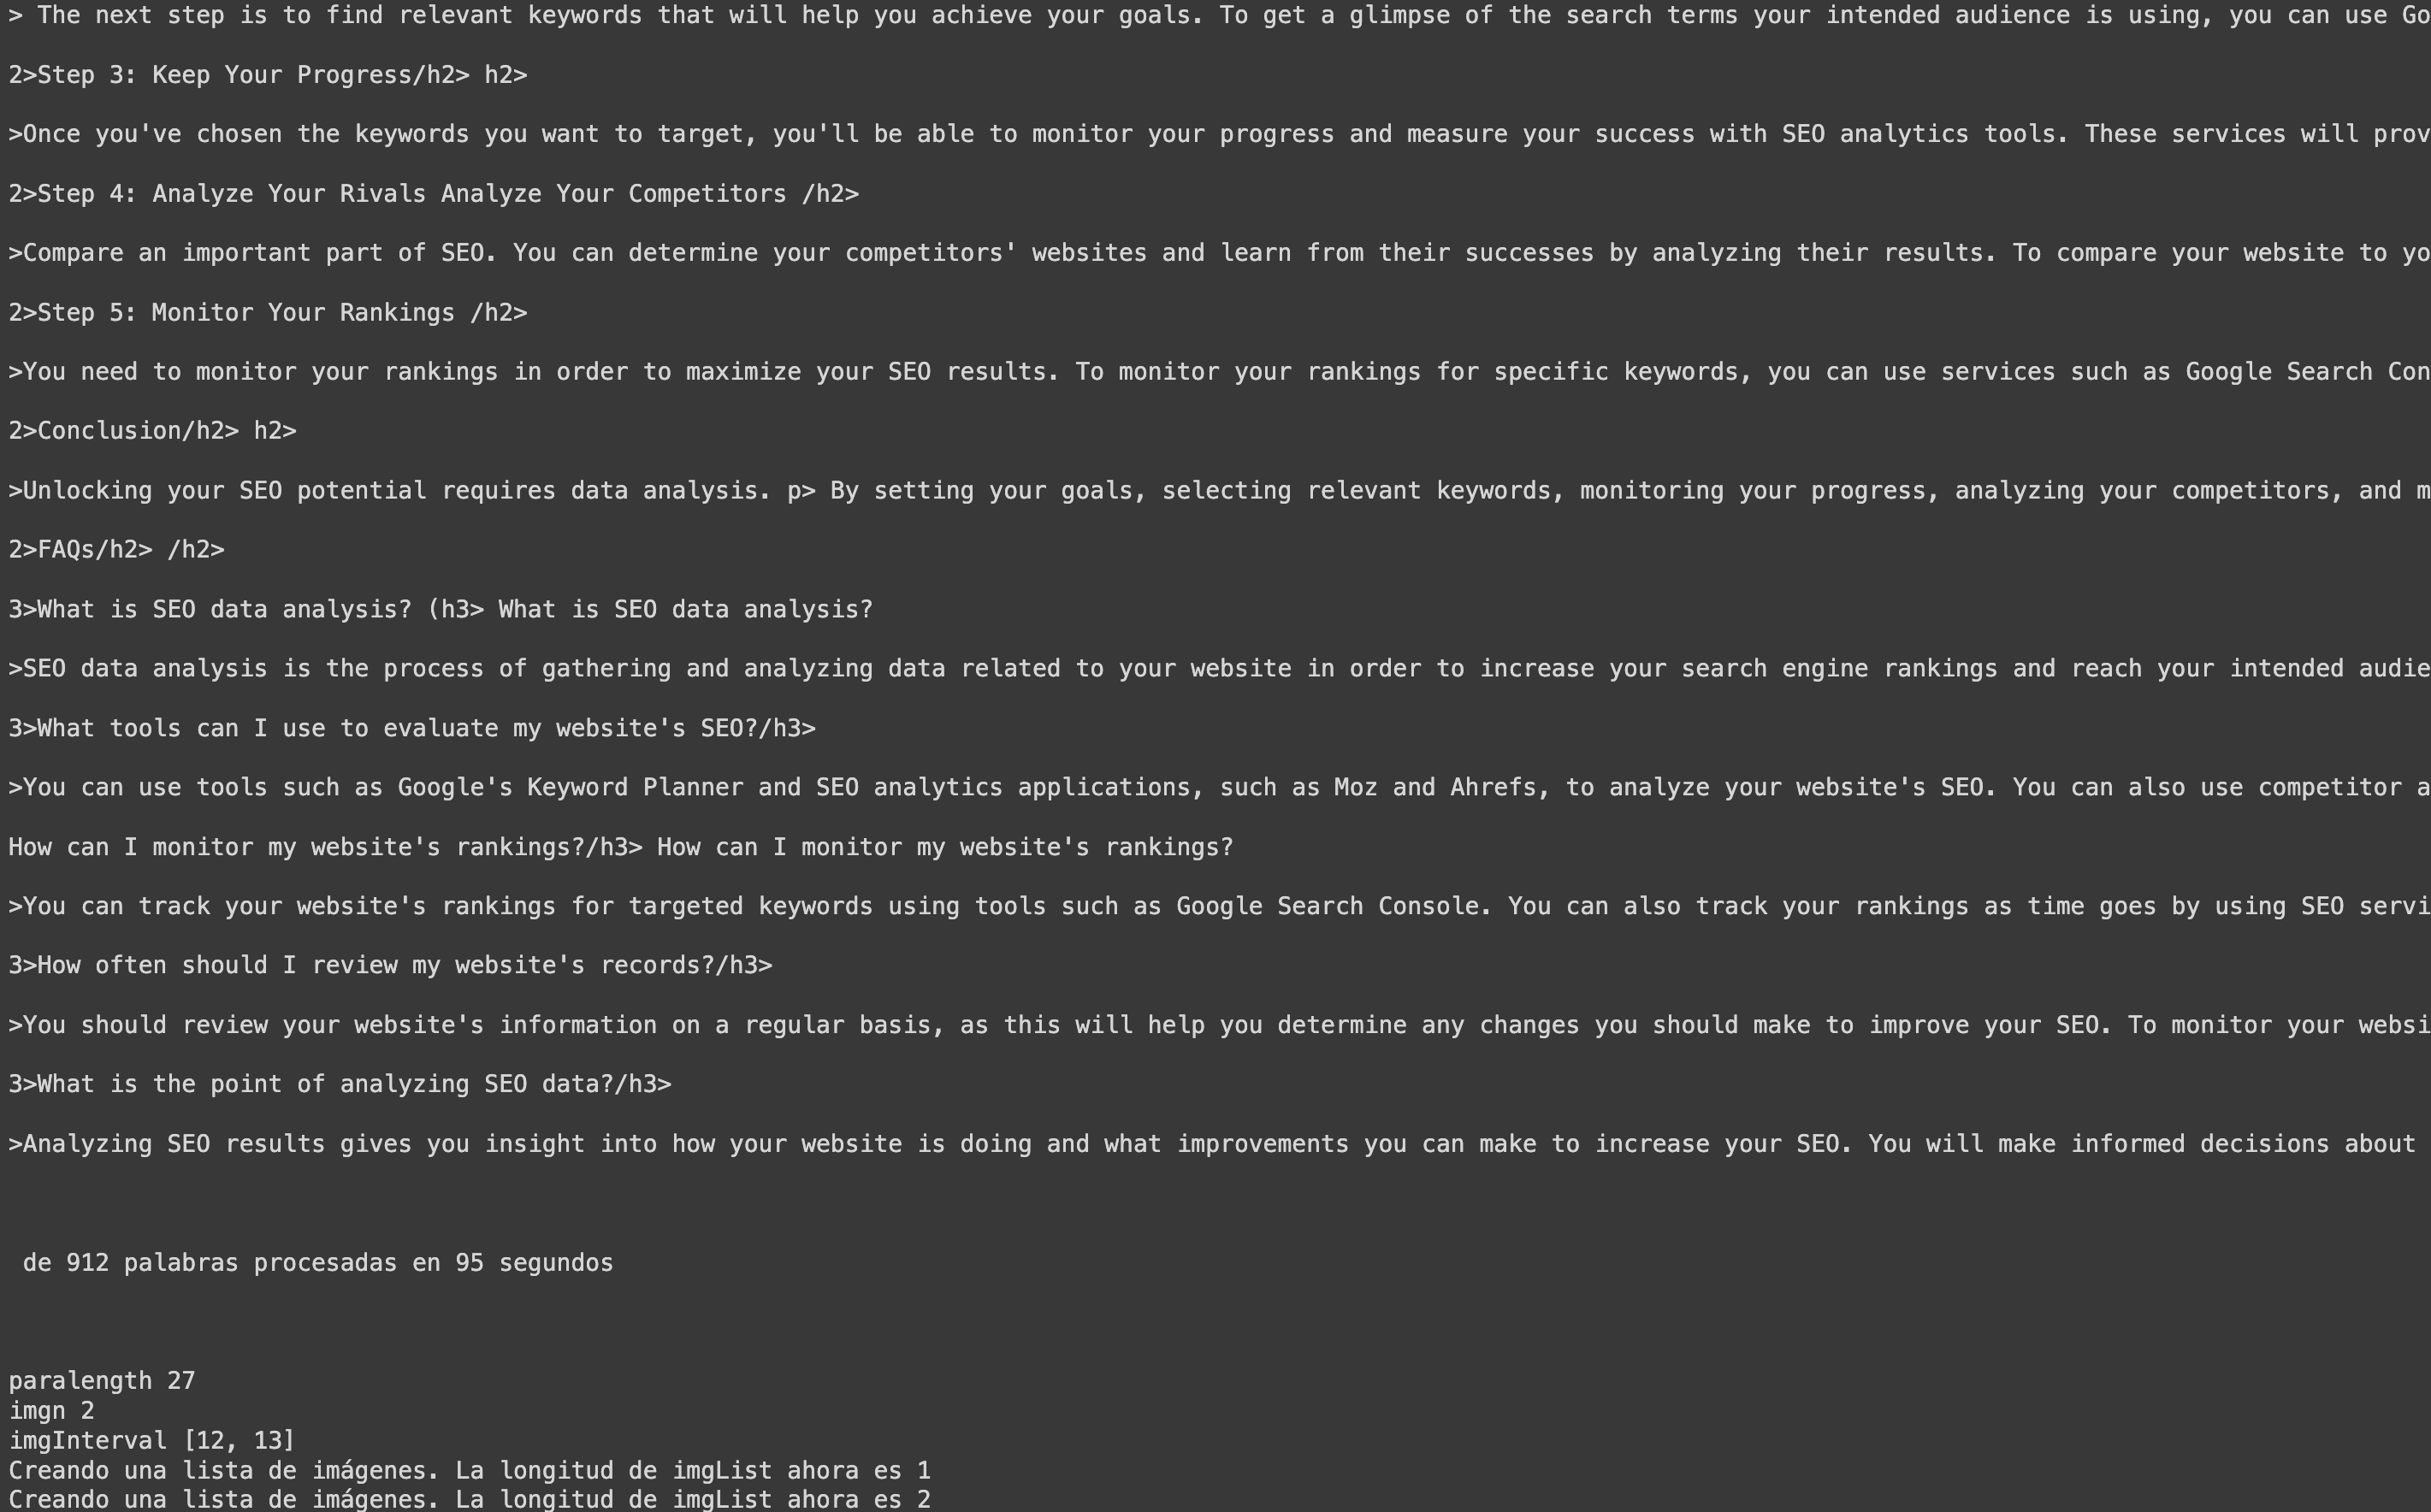 > The next step is to find relevant keywords that will help you achieve your goals. To get a glimpse of the search terms your intended audience is using, you can use Go
2>Step 3: Keep Your Progress/h2> h2>
>Once you've chosen the keywords you want to target, you'll be able to monitor your progress and measure your success with SEO analytics tools. These services will prov
2>Step 4: Analyze Your Rivals Analyze Your Competitors /h2>
>Compare an important part of SEO. You can determine your competitors' websites and learn from their successes by analyzing their results. To compare your website to yo
2>Step 5: Monitor Your Rankings /h2>
>You need to monitor your rankings in order to maximize your SEO results. To monitor your rankings for specific keywords, you can use services such as Google Search Con
2>Conclusion/h2> h2>
>Unlocking your SEO potential requires data analysis. p> By setting your goals, selecting relevant keywords, monitoring your progress, analyzing your competitors, and m
2>FAQs/h2> /h2>
3>What is SEO data analysis? (h3> What is SEO data analysis?
>SEO data analysis is the process of gathering and analyzing data related to your website in order to increase your search engine rankings and reach your intended audie
3>What tools can I use to evaluate my website's SEO?/h3>
>You can use tools such as Google's Keyword Planner and SEO analytics applications, such as Moz and Ahrefs, to analyze your website's SEO. You can also use competitor a
How can I monitor my website's rankings?/h3> How can I monitor my website's rankings?
>You can track your website's rankings for targeted keywords using tools such as Google Search Console. You can also track your rankings as time goes by using SEO servi
3>How often should I review my website's records?/h3>
>You should review your website's information on a regular basis, as this will help you determine any changes you should make to improve your SEO. To monitor your websi
3>What is the point of analyzing SEO data?/h3>
>Analyzing SEO results gives you insight into how your website is doing and what improvements you can make to increase your SEO. You will make informed decisions about
de 912 palabras procesadas en 95 segundos
paralength 27
imgn 2
imgInterval [12, 13]
Creando una lista de imágenes. La longitud de imgList ahora es 1
Creando una lista de imágenes. La longitud de imgList ahora es 2